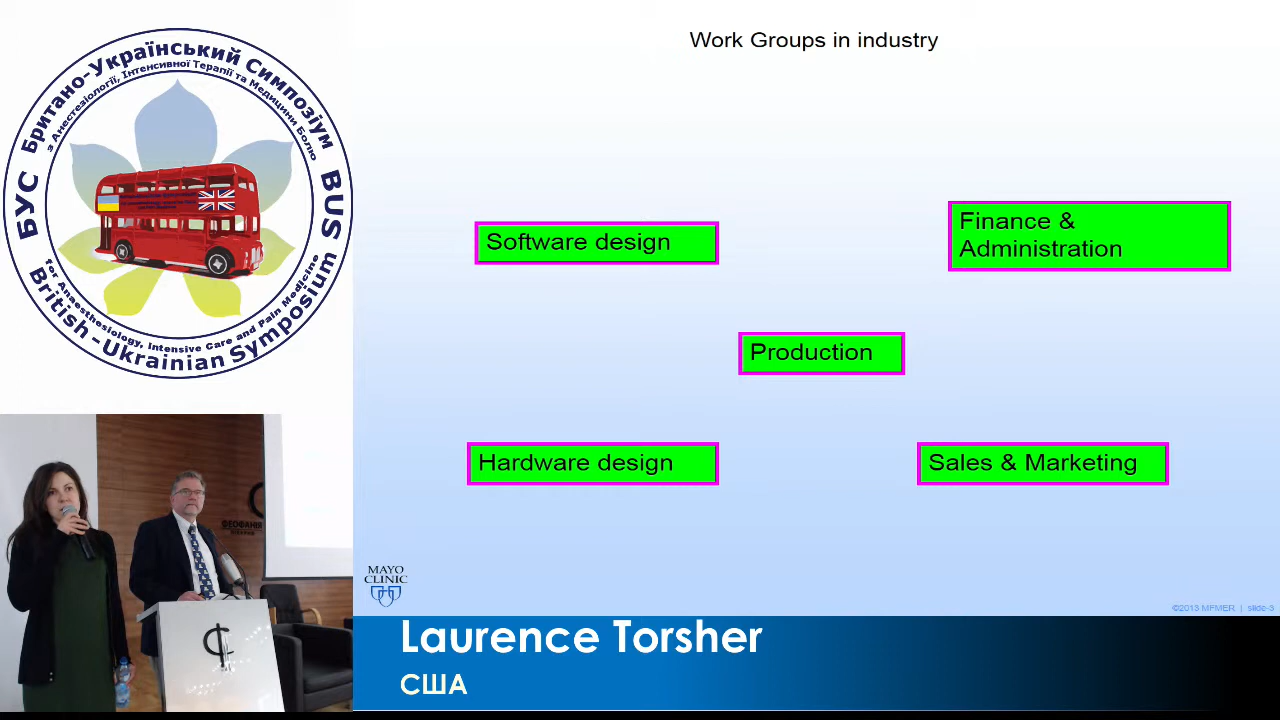 Британо-Український Симпозіум
з Анестезіології, Інтенсивної Терапії та Медицини Болю
БУС
BUS
for Anaesthesiology, Intensive Care and Pain Medicine
British-Ukrainian Symposium
Work Groups in industry
Software design
Finance &
Administration
Production
Hardware design
Sales & Marketing
MAYO
CLINIC
©2013 MFMER | slide-3
ФЕОФАНІЯ
Laurence Torsher
США